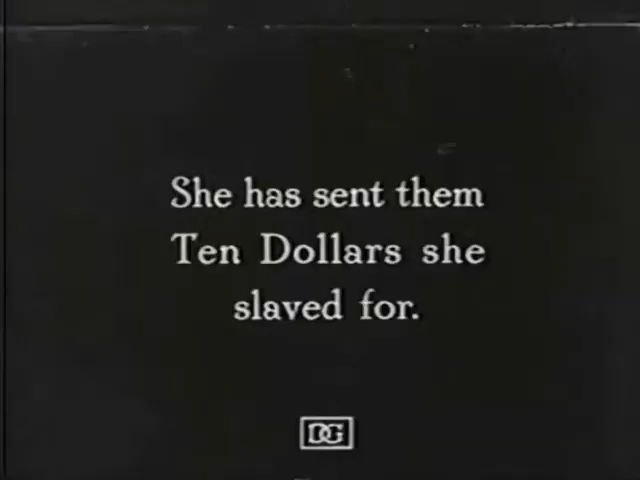 She has sent them
Ten Dollars she
slaved for.
DG